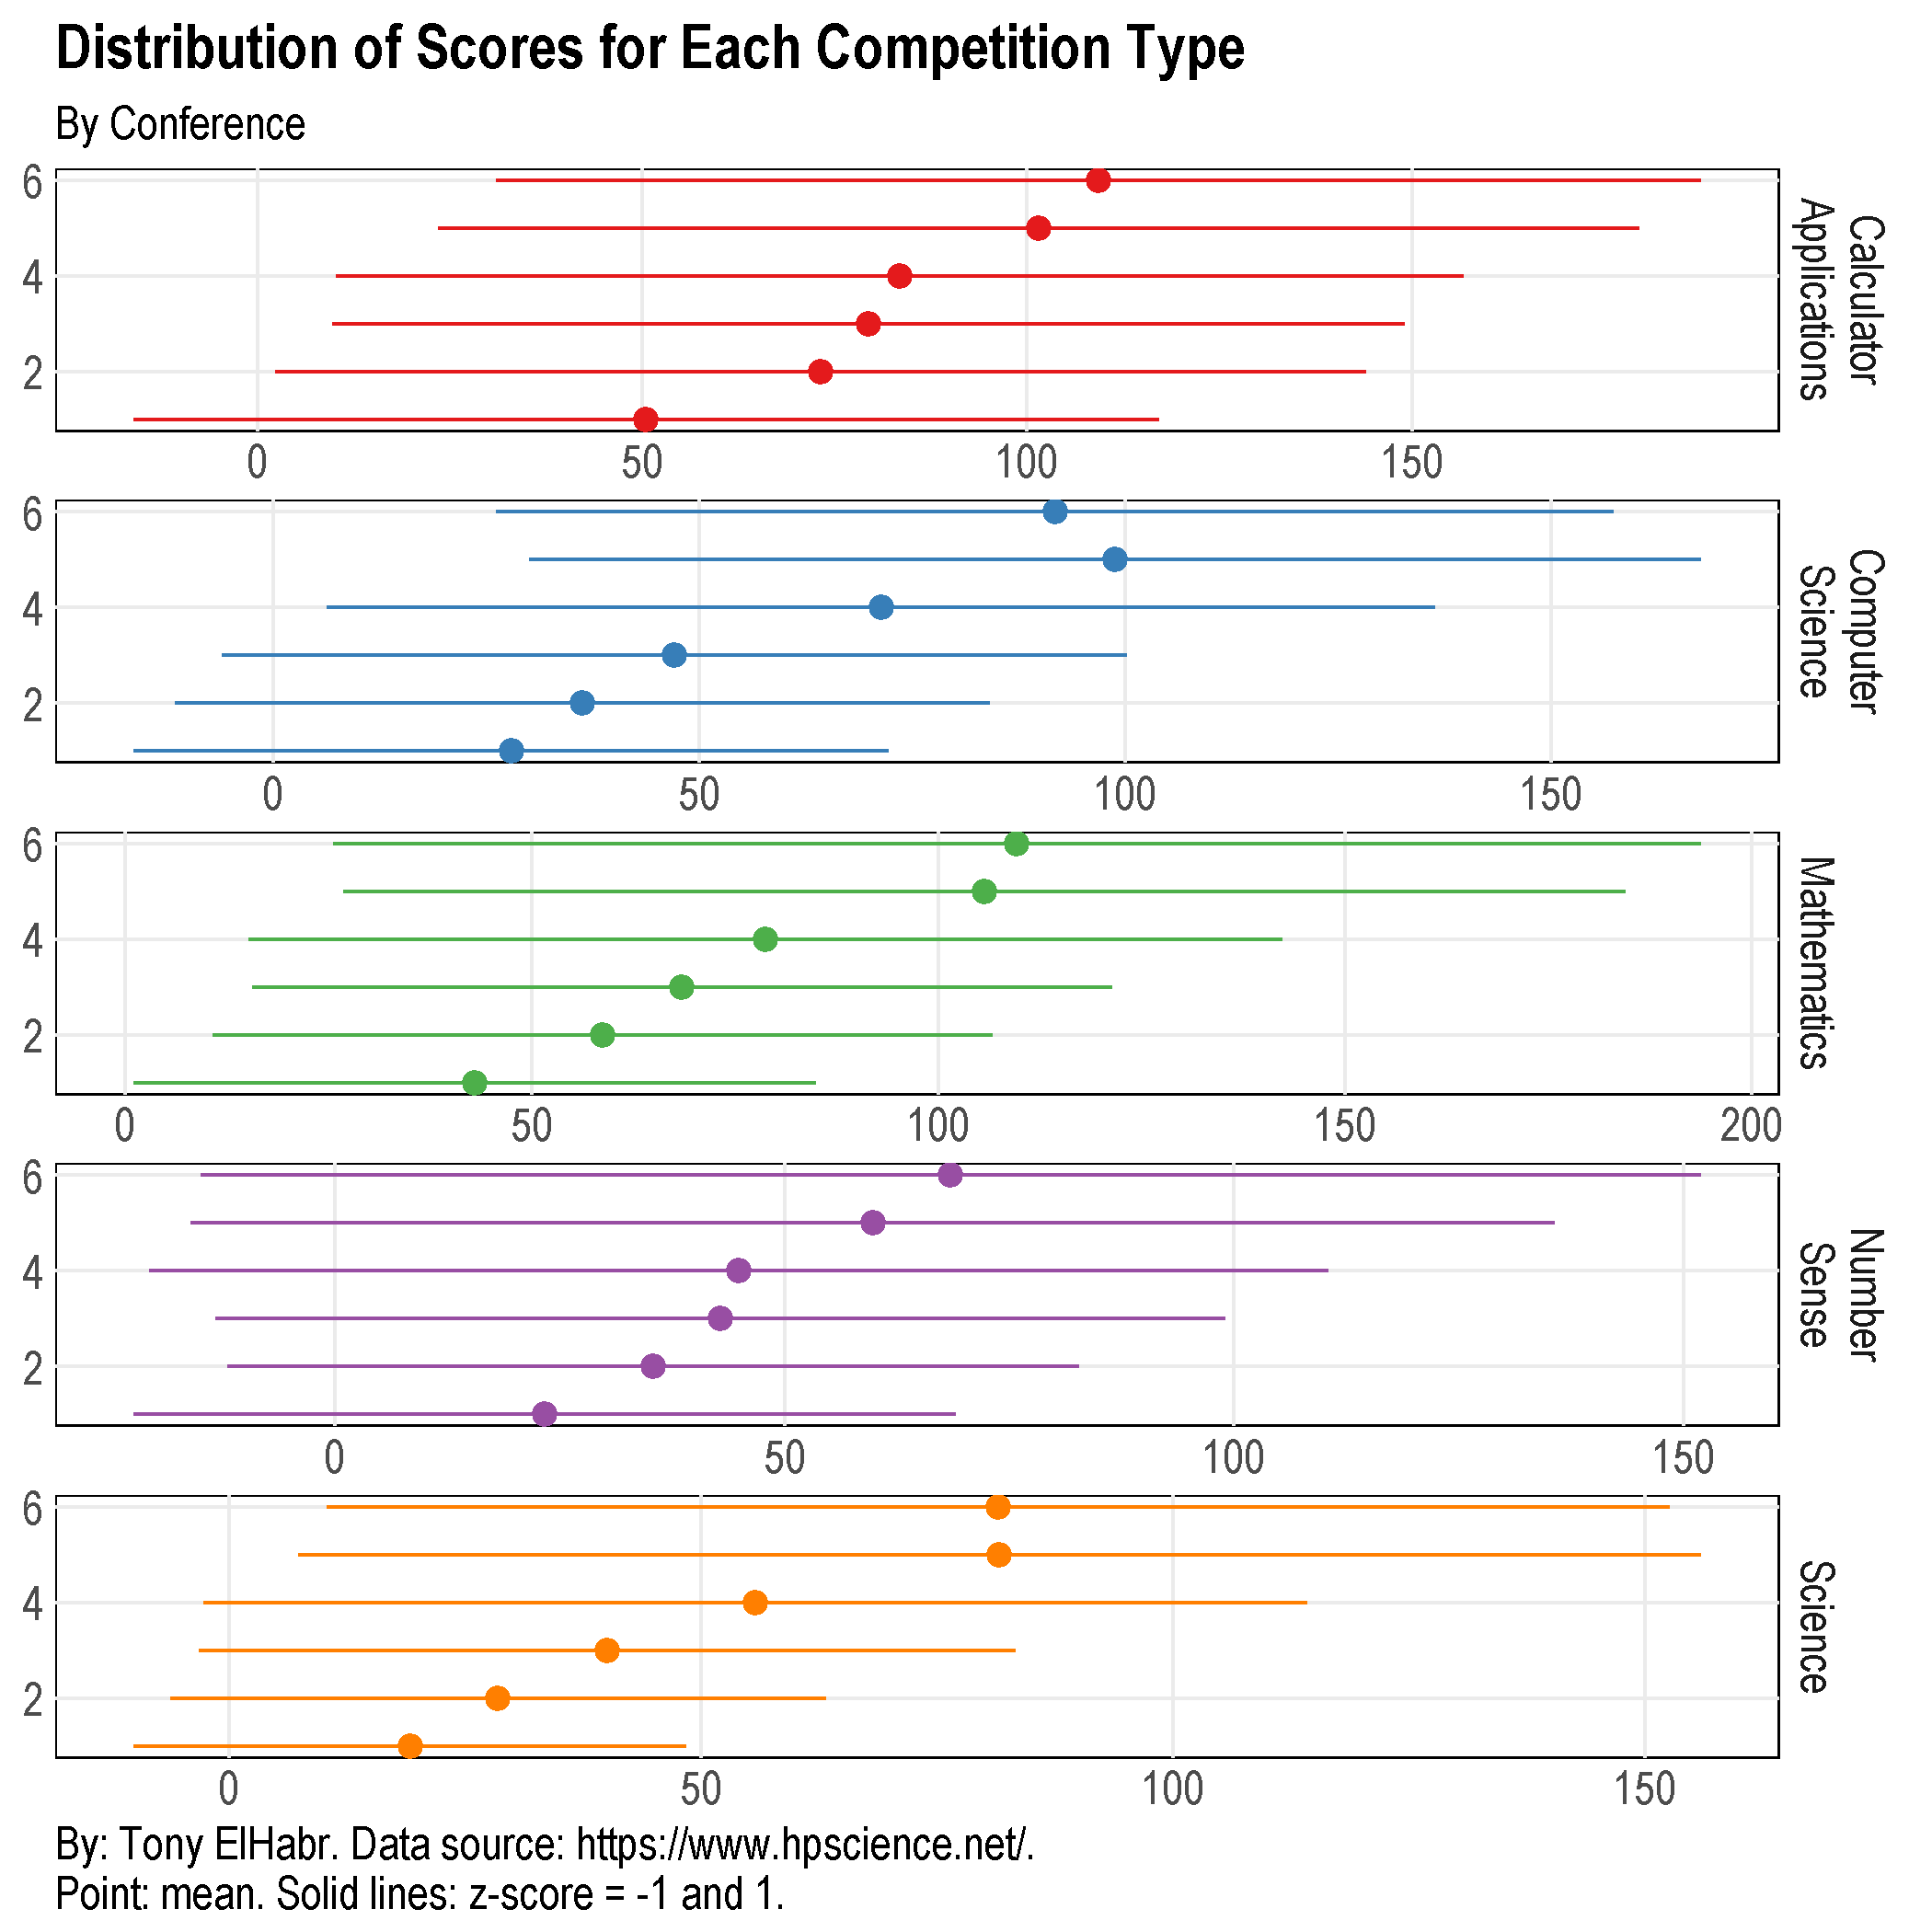 Distribution of Scores for Each Competition Type
By Conference
6
4
2
Calculator
Applications
0 50 100 150
6
4
2
Computer
Science
0 50 100 150
6
4
2
Mathematics
0 50 100 150 200
6
4
2
Number
Sense
0 50 100 150
6
4
2
Science
0 50 100 150
By: Tony ElHabr. Data source: https://www.hpscience.net/.
Point: mean. Solid lines: z-score = -1 and 1.